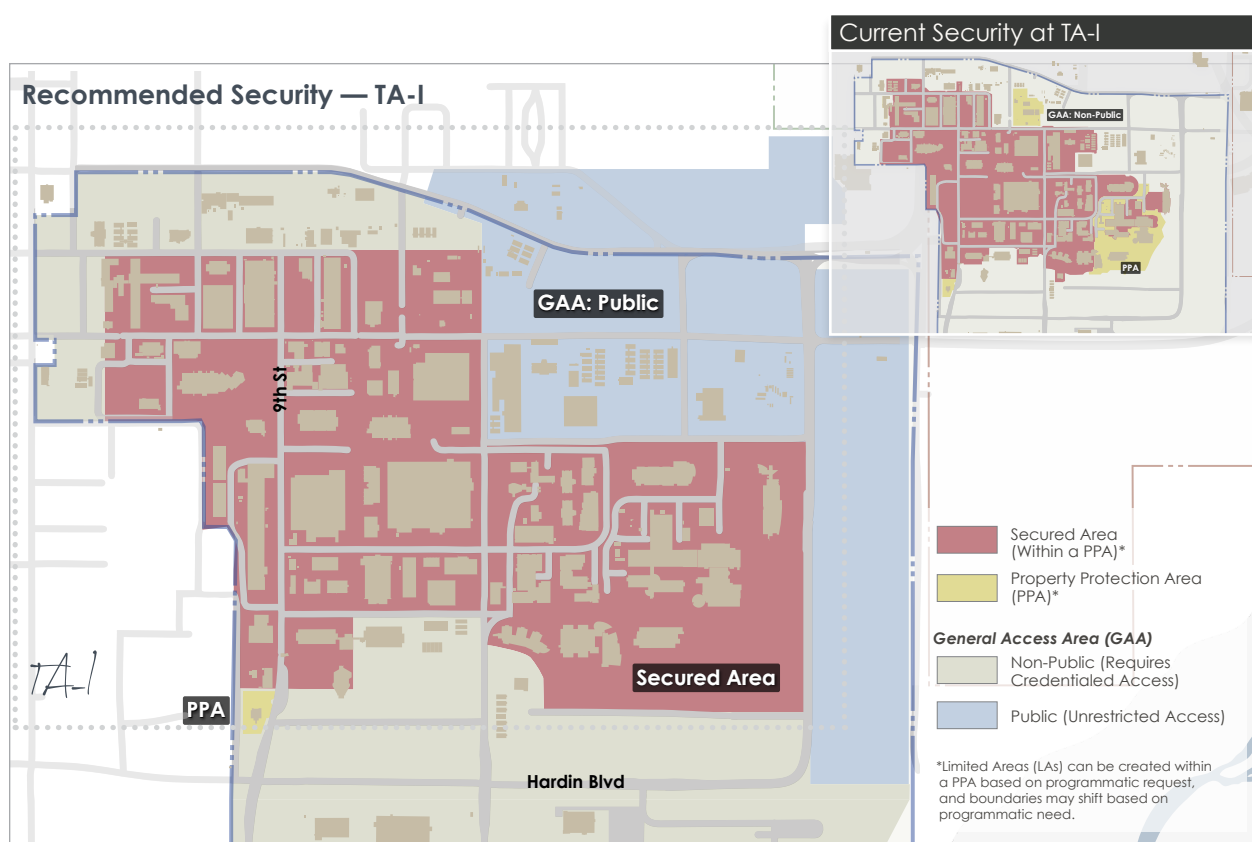 Current Security at TA-I
GAA: Non-Public
PPA
Recommended Security — TA-I
GAA: Public
9th St
Secured Area
PPA
TA-I
Hardin Blvd
Secured Area
(Within a PPA)*
Property Protection Area
(PPA)*
General Access Area (GAA)
Non-Public (Requires
Credentialed Access)
Public (Unrestricted Access)
*Limited Areas (LAs) can be created within
a PPA based on programmatic request,
and boundaries may shift based on
programmatic need.